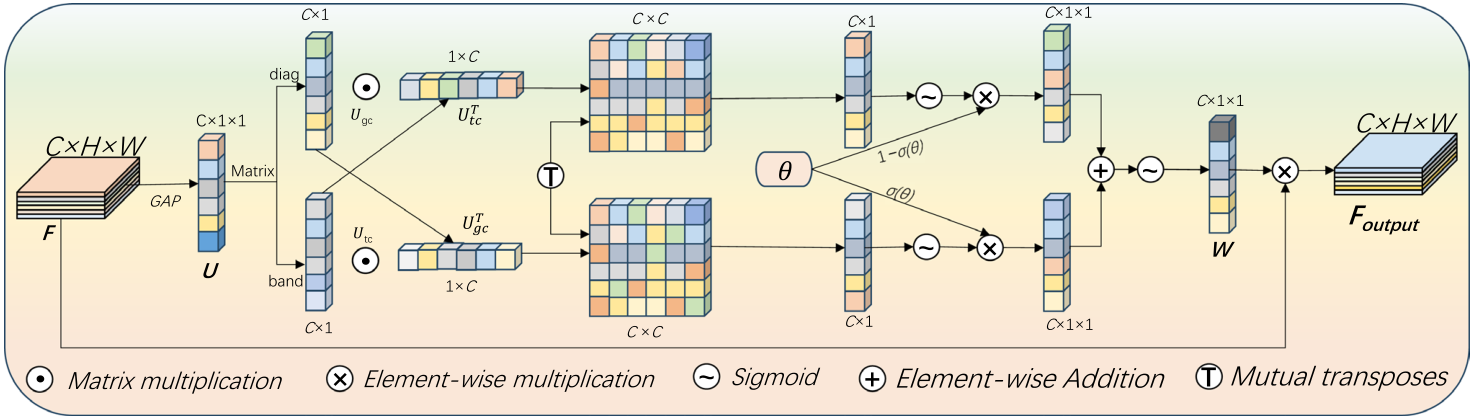 C×H×W
F
GAP
C×1×1
U
Matrix
diag
band
C×1
U_gc
1×C
U_tc^T
C×1
U_tc
U_gc^T
1×C
C×C
T
C×C
θ
1−σ(θ)
σ(θ)
C×1
~
×
C×1×1
C×1
~
×
C×1×1
+
~
C×1×1
W
×
C×H×W
F_output
Matrix multiplication
× Element-wise multiplication
~ Sigmoid
+ Element-wise Addition
T Mutual transposes